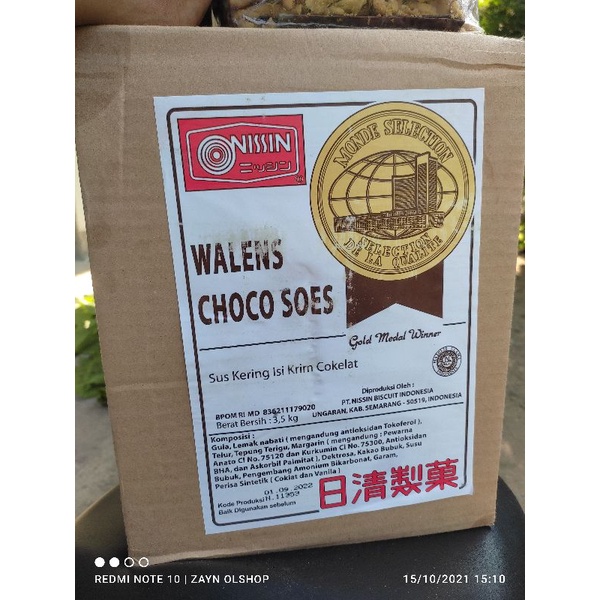 NISSIN
ニッシン
MONDE SELECTION
SELECTION
DE LA QUALITE
WALENS
CHOCO SOES
Gold Medal Winner
Sus Kering Isi Krim Cokelat
Diproduksi Oleh :
PT.NISSIN BISCUIT INDONESIA
UNGARAN, KAB. SEMARANG - 50519, INDONESIA
BPOM RI MD 836211179020
Berat Bersih : 3,5 kg
Komposisi :
Gula, Lemak nabati ( mengandung antioksidan Tokoferol ),
Telur, Tepung Terigu, Margarin ( mengandung : Pewarna
Anato CI No.75120 dan Kurkumin CI No.75300, Antioksidan
BHA, dan Askorbil Palmitat ), Dektresa, Kakao Bubuk, Susu
Bubuk, Pengembang Amonium Bikarbonat, Garam,
Perisa Sintetik ( Coklat dan Vanila )
01.09.2022
Kode Produksi N.11353
Baik Digunakan sebelum
日清製菓
REDMI NOTE 10 | ZAYN OLSHOP
15/10/2021 15:10